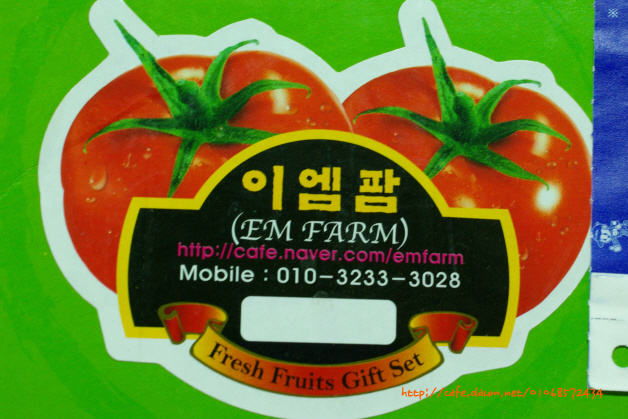 이엠팜
(EM FARM)
http://cafe.naver.com/emfarm
Mobile : 010-3233-3028
Fresh Fruits Gift Set
http://cafe.daum.net/01068572434